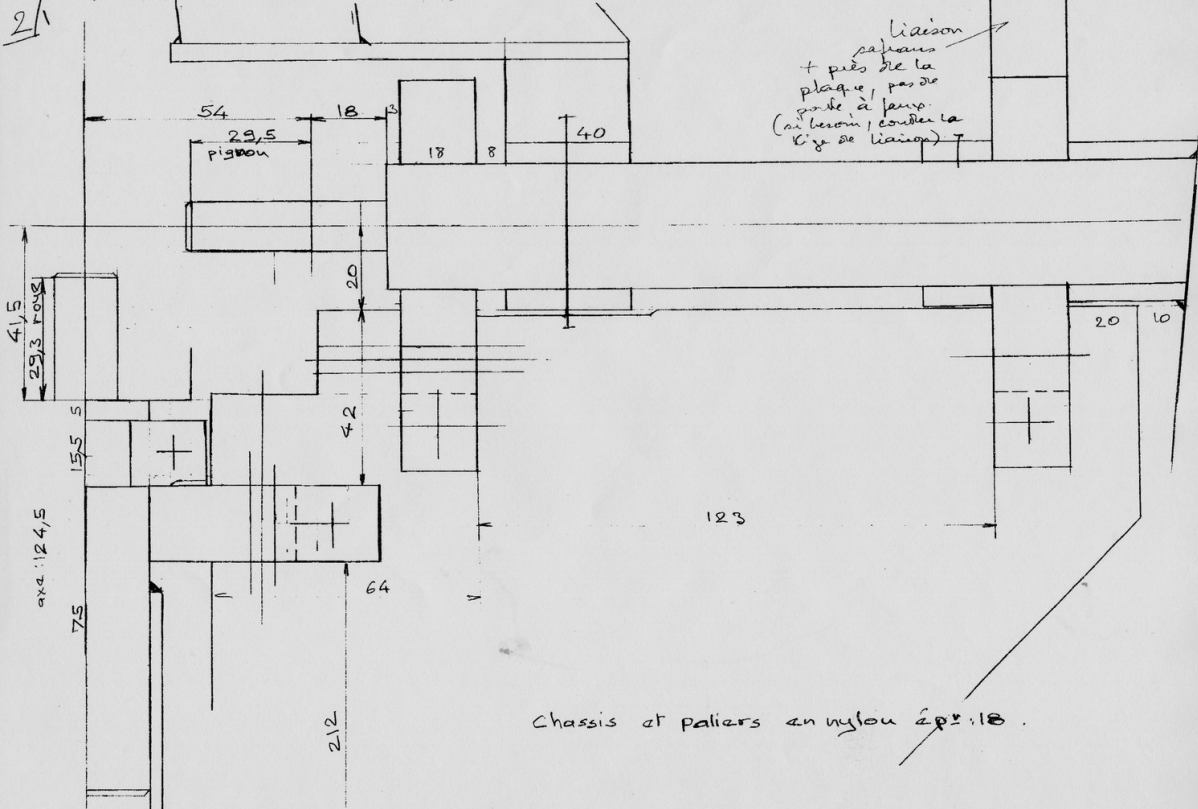 2/1
liaison
safrans
+ près de la
plaque, pas de
porte à faux.
(si besoin, couder la
tige de liaison)
54
18
3
29,5
pignon
18
8
40
20
41,5
29,3 roue
20
10
5
42
15,5
123
axe : 124,5
64
75
212
Chassis et paliers en nylon épr : 18 .